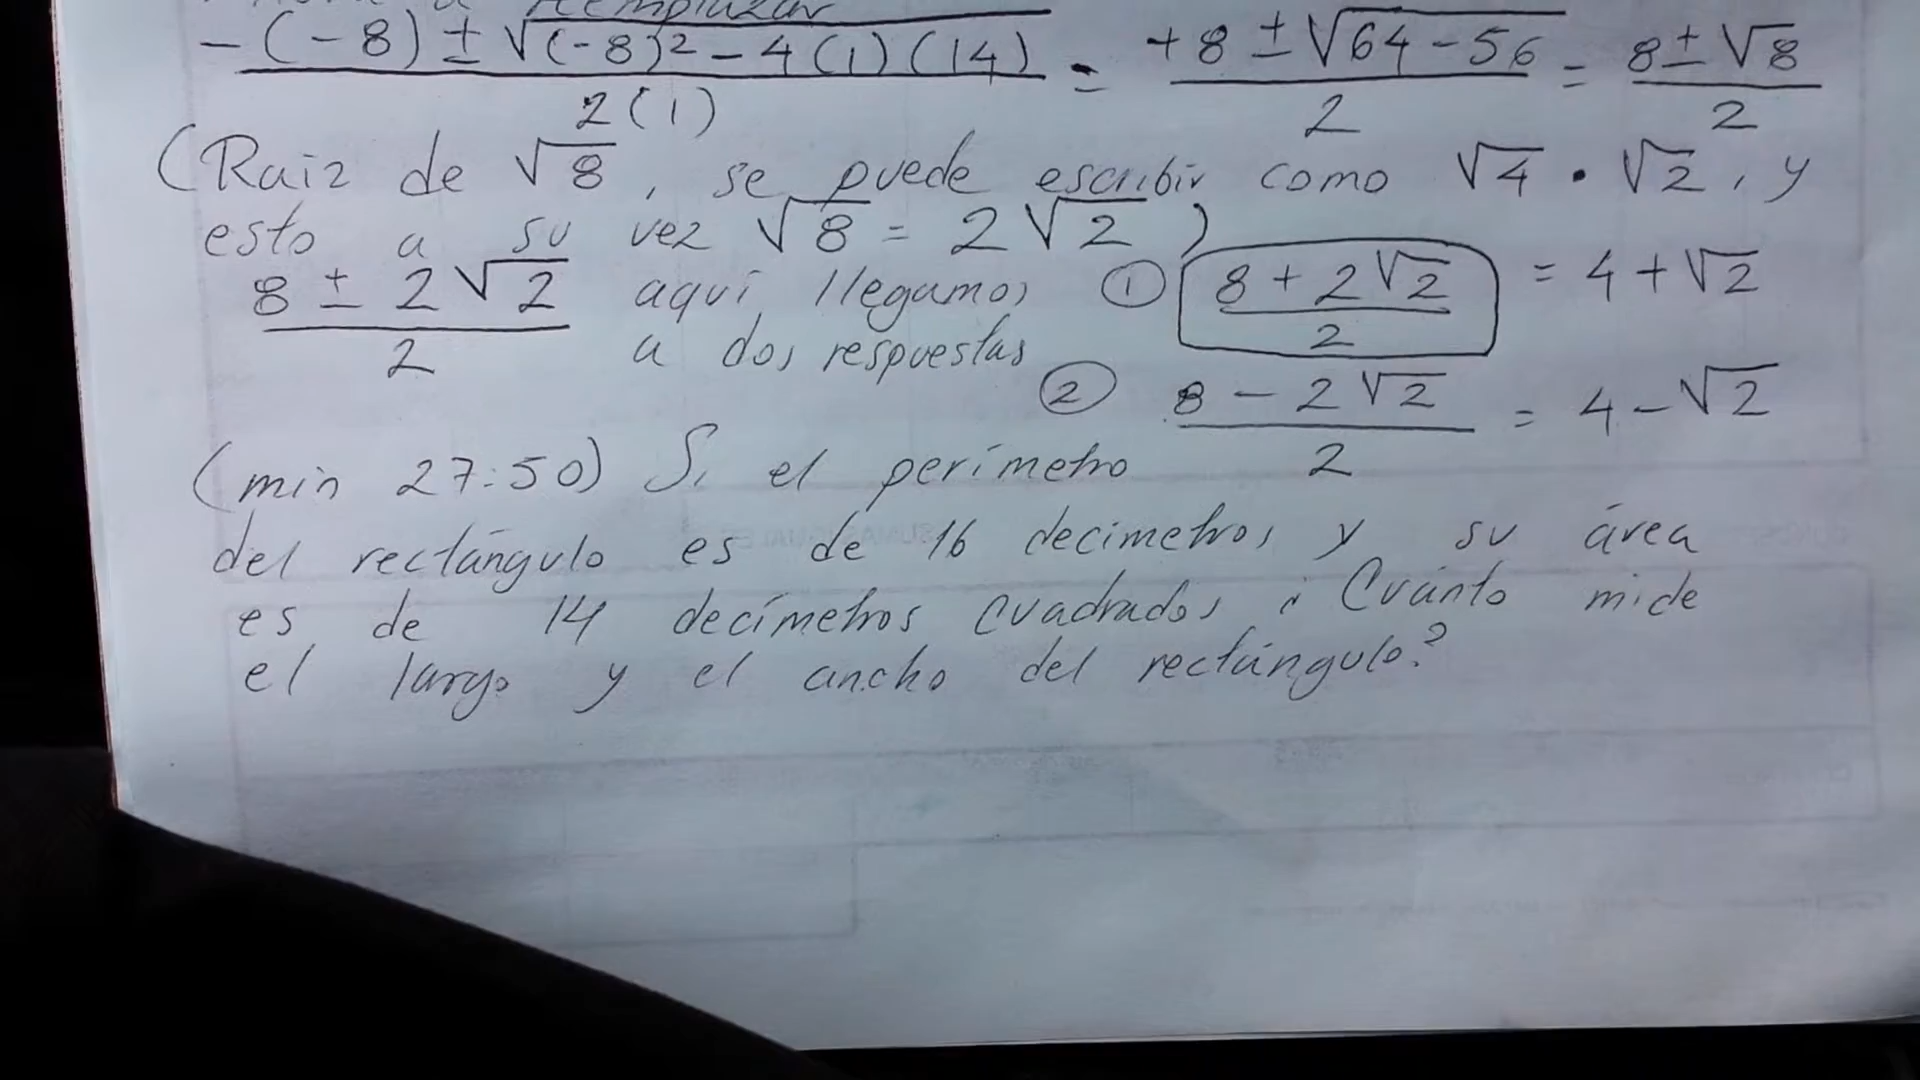 reemplazar
-(-8) ± √(-8)² - 4(1)(14) / 2(1) = +8 ± √64 - 56 / 2 = 8 ± √8 / 2
(Raiz de √8, se puede escribir como √4 · √2, y
esto a su vez √8 = 2√2)
8 ± 2√2 / 2 aquí llegamos a dos respuestas
① 8 + 2√2 / 2 = 4 + √2
② 8 - 2√2 / 2 = 4 - √2
(min 27:50) Si el perímetro
del rectángulo es de 16 decimetros y su área
es de 14 decímetros cuadrados ¿Cuánto mide
el largo y el ancho del rectángulo?